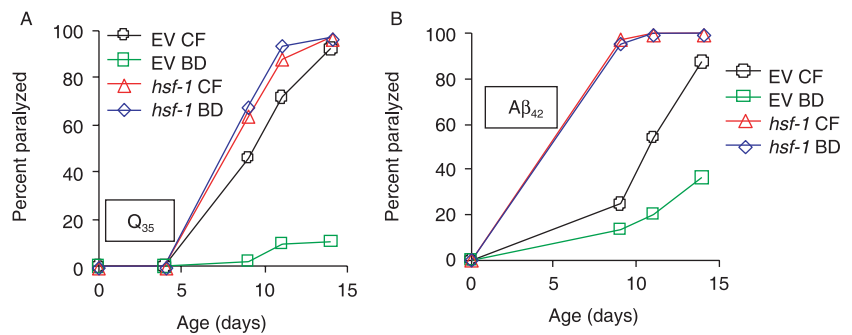 A
EV CF
EV BD
hsf-1 CF
hsf-1 BD
Percent paralyzed
100
80
60
40
20
0
Q35
0
5
10
15
Age (days)
B
Percent paralyzed
100
80
60
40
20
0
Aβ42
EV CF
EV BD
hsf-1 CF
hsf-1 BD
0
5
10
15
Age (days)